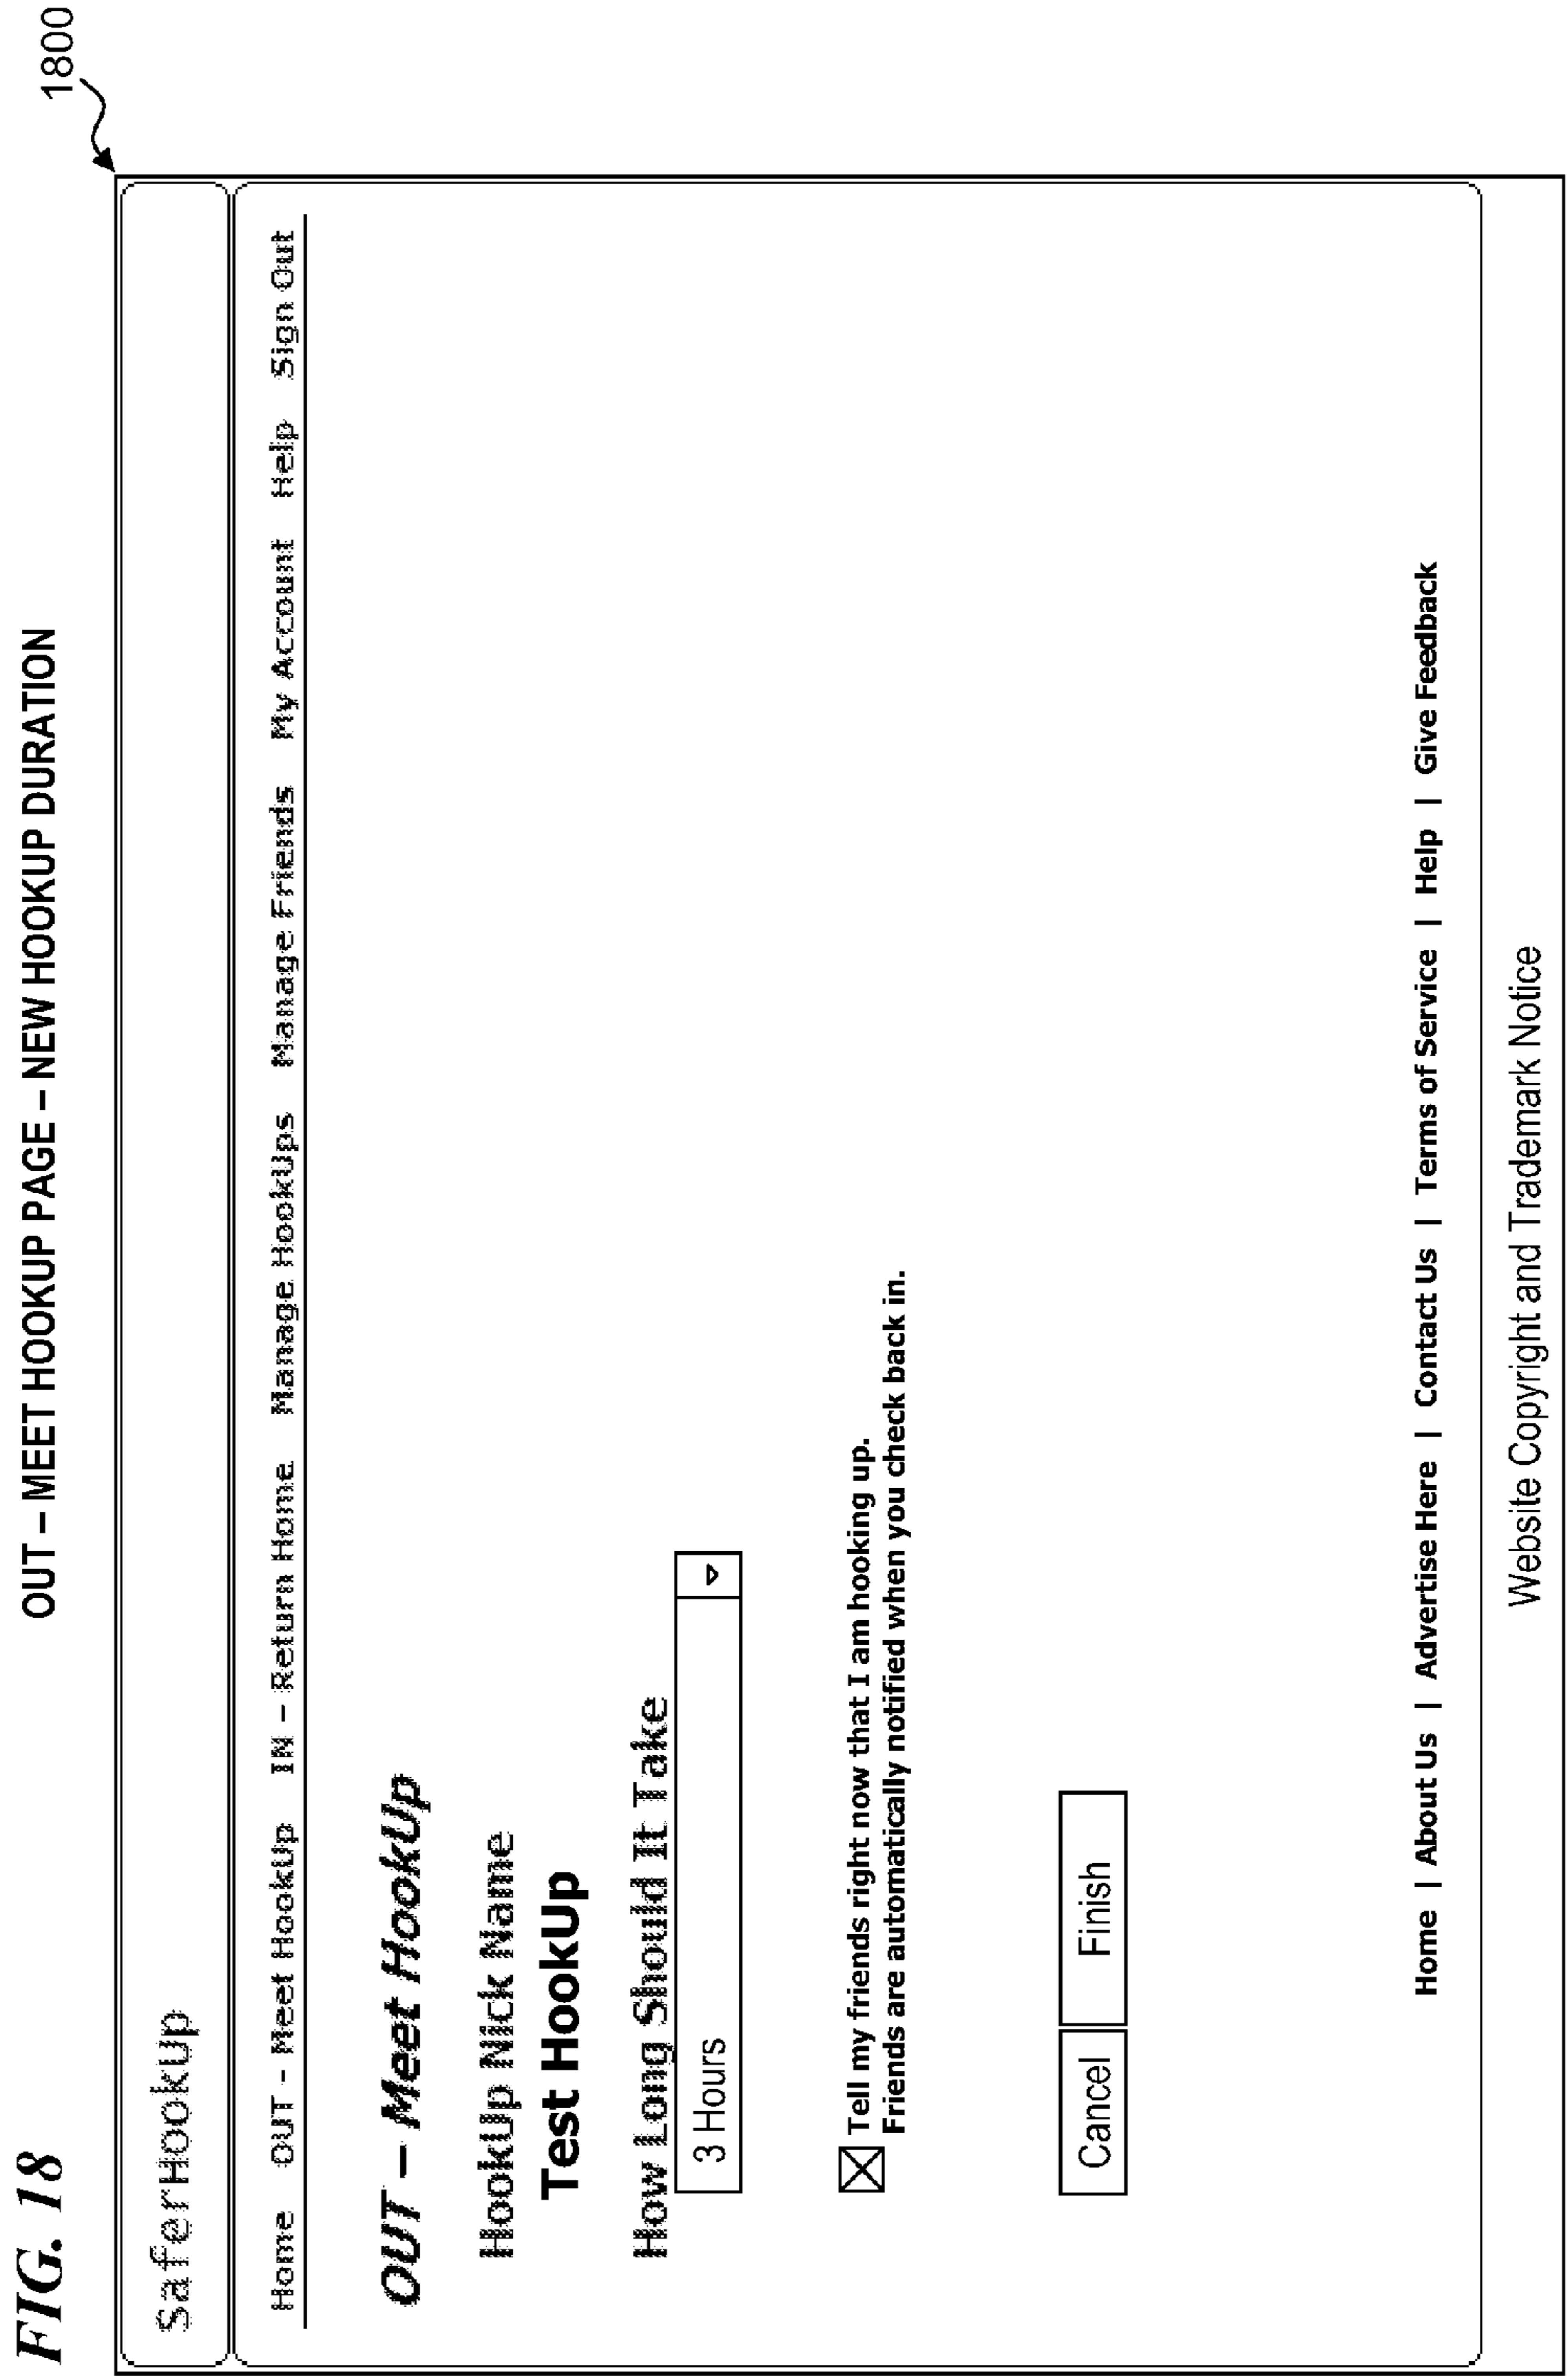 FIG. 18
OUT – MEET HOOKUP PAGE – NEW HOOKUP DURATION
1800
SaferHookUp
Home OUT – Meet HookUp IN – Return Home Manage HookUps Manage Friends My Account Help Sign Out
OUT – Meet HookUp
HookUp Nick Name
Test HookUp
How Long Should It Take
3 Hours
Tell my friends right now that I am hooking up.
Friends are automatically notified when you check back in.
Cancel Finish
Home | About Us | Advertise Here | Contact Us | Terms of Service | Help | Give Feedback
Website Copyright and Trademark Notice